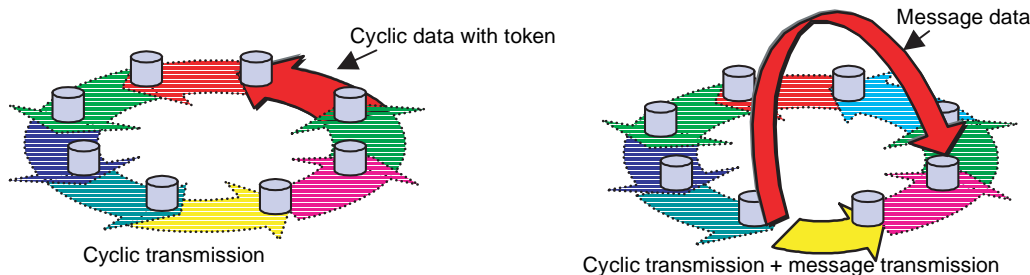 Cyclic data with token
Message data
Cyclic transmission
Cyclic transmission + message transmission